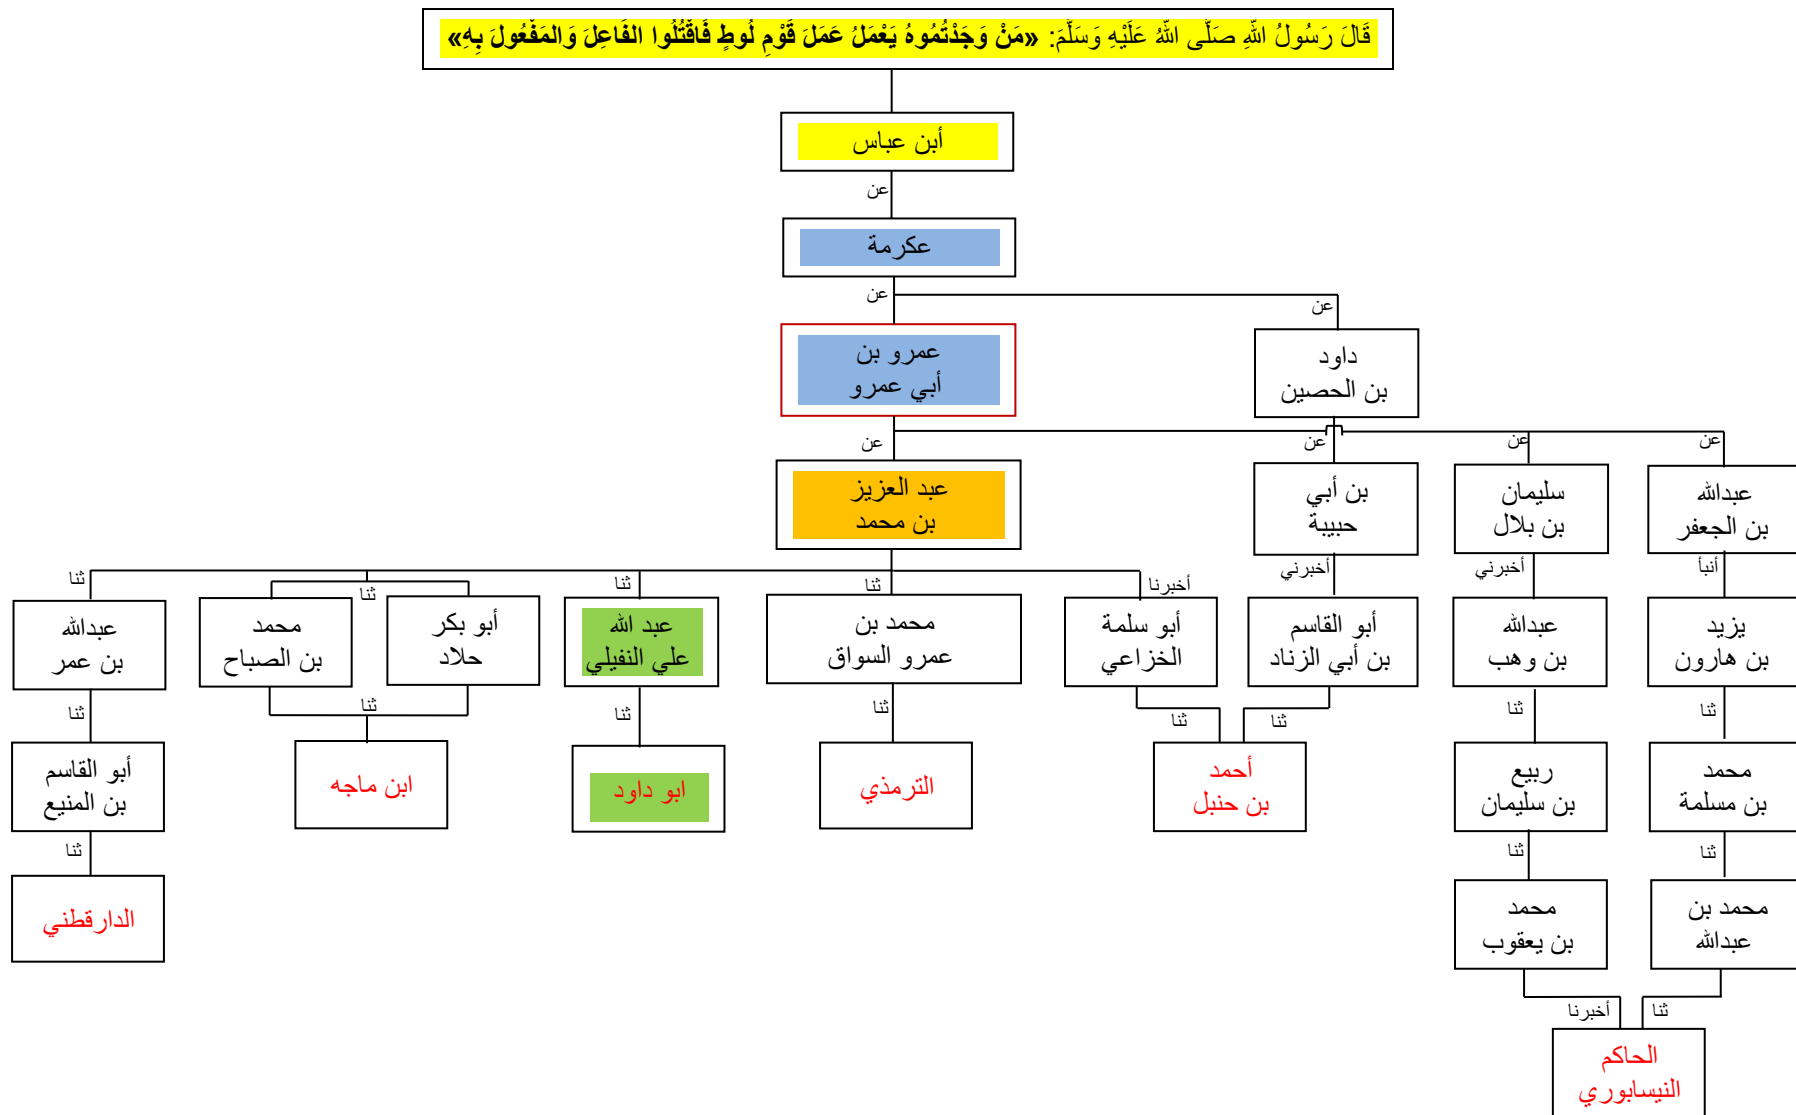 قَالَ رَسُولُ اللَّهِ صَلَّى اللهُ عَلَيْهِ وَسَلَّمَ: «مَنْ وَجَدْتُمُوهُ يَعْمَلُ عَمَلَ قَوْمِ لُوطٍ فَاقْتُلُوا الفَاعِلَ وَالمَفْعُولَ بِهِ»
أبن عباس
عن
عكرمة
عن
عن
عمرو بن
أبي عمرو
داود
بن الحصين
عن
عن
عن
عن
عبدالله
بن الجعفر
سليمان
بن بلال
بن أبي
حبيبة
عبد العزيز
بن محمد
أنبأ
أخبرني
أخبرني
أخبرنا
ثنا
ثنا
ثنا
ثنا
يزيد
بن هارون
عبدالله
بن وهب
أبو القاسم
بن أبي الزناد
أبو سلمة
الخزاعي
محمد بن
عمرو السواق
عبد الله
علي النفيلي
أبو بكر
حلاد
محمد
بن الصباح
عبدالله
بن عمر
ثنا
ثنا
ثنا
ثنا
ثنا
ثنا
ثنا
ثنا
محمد
بن مسلمة
ربيع
بن سليمان
أحمد
بن حنبل
الترمذي
ابو داود
ابن ماجه
أبو القاسم
بن المنيع
ثنا
ثنا
ثنا
محمد بن
عبدالله
محمد
بن يعقوب
الدارقطني
ثنا
أخبرنا
الحاكم
النيسابوري